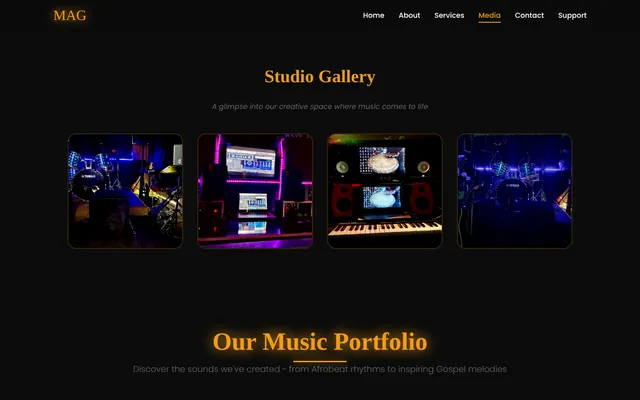 MAG
Home
About
Services
Media
Contact
Support
Studio Gallery
A glimpse into our creative space where music comes to life
Our Music Portfolio
Discover the sounds we've created - from Afrobeat rhythms to inspiring Gospel melodies